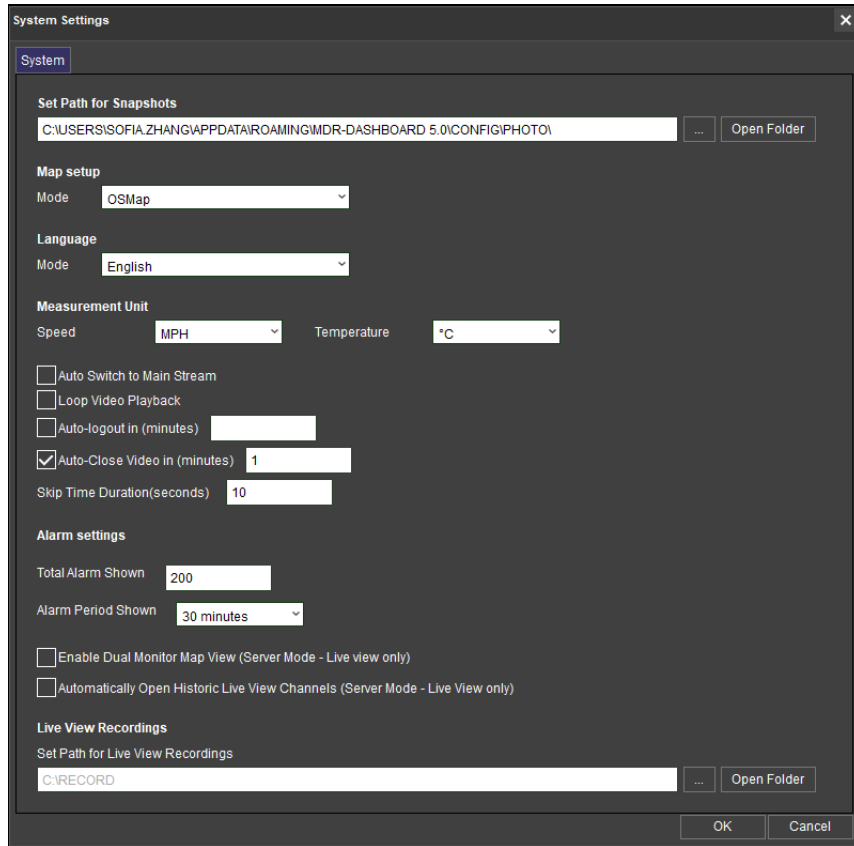 System Settings
System
Set Path for Snapshots
C:\USERS\SOFIA.ZHANG\APPDATA\ROAMING\MDR-DASHBOARD 5.0\CONFIG\PHOTO\ ... Open Folder
Map setup
Mode OSMap
Language
Mode English
Measurement Unit
Speed MPH Temperature °C
Auto Switch to Main Stream
Loop Video Playback
Auto-logout in (minutes)
Auto-Close Video in (minutes) 1
Skip Time Duration(seconds) 10
Alarm settings
Total Alarm Shown 200
Alarm Period Shown 30 minutes
Enable Dual Monitor Map View (Server Mode - Live view only)
Automatically Open Historic Live View Channels (Server Mode - Live View only)
Live View Recordings
Set Path for Live View Recordings
C:\RECORD ... Open Folder
OK Cancel